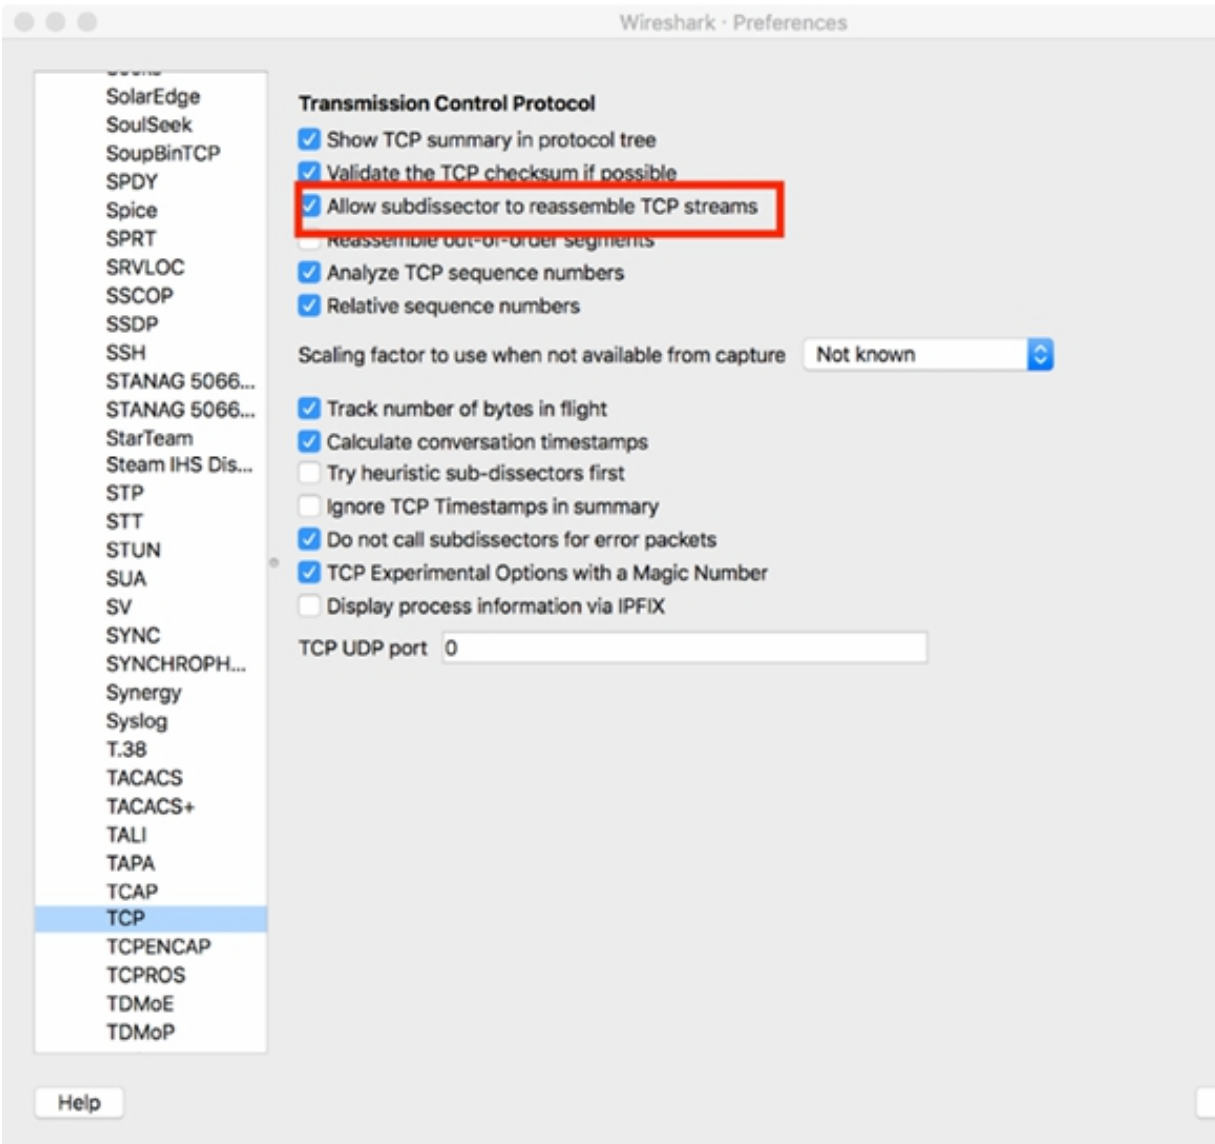 Wireshark · Preferences
SolarEdge
SoulSeek
SoupBinTCP
SPDY
Spice
SPRT
SRVLOC
SSCOP
SSDP
SSH
STANAG 5066...
STANAG 5066...
StarTeam
Steam IHS Dis...
STP
STT
STUN
SUA
SV
SYNC
SYNCHROPH...
Synergy
Syslog
T.38
TACACS
TACACS+
TALI
TAPA
TCAP
TCP
TCPENCAP
TCPROS
TDMoE
TDMoP
Transmission Control Protocol
Show TCP summary in protocol tree
Validate the TCP checksum if possible
Allow subdissector to reassemble TCP streams
Reassemble out-of-order segments
Analyze TCP sequence numbers
Relative sequence numbers
Scaling factor to use when not available from capture Not known
Track number of bytes in flight
Calculate conversation timestamps
Try heuristic sub-dissectors first
Ignore TCP Timestamps in summary
Do not call subdissectors for error packets
TCP Experimental Options with a Magic Number
Display process information via IPFIX
TCP UDP port 0
Help